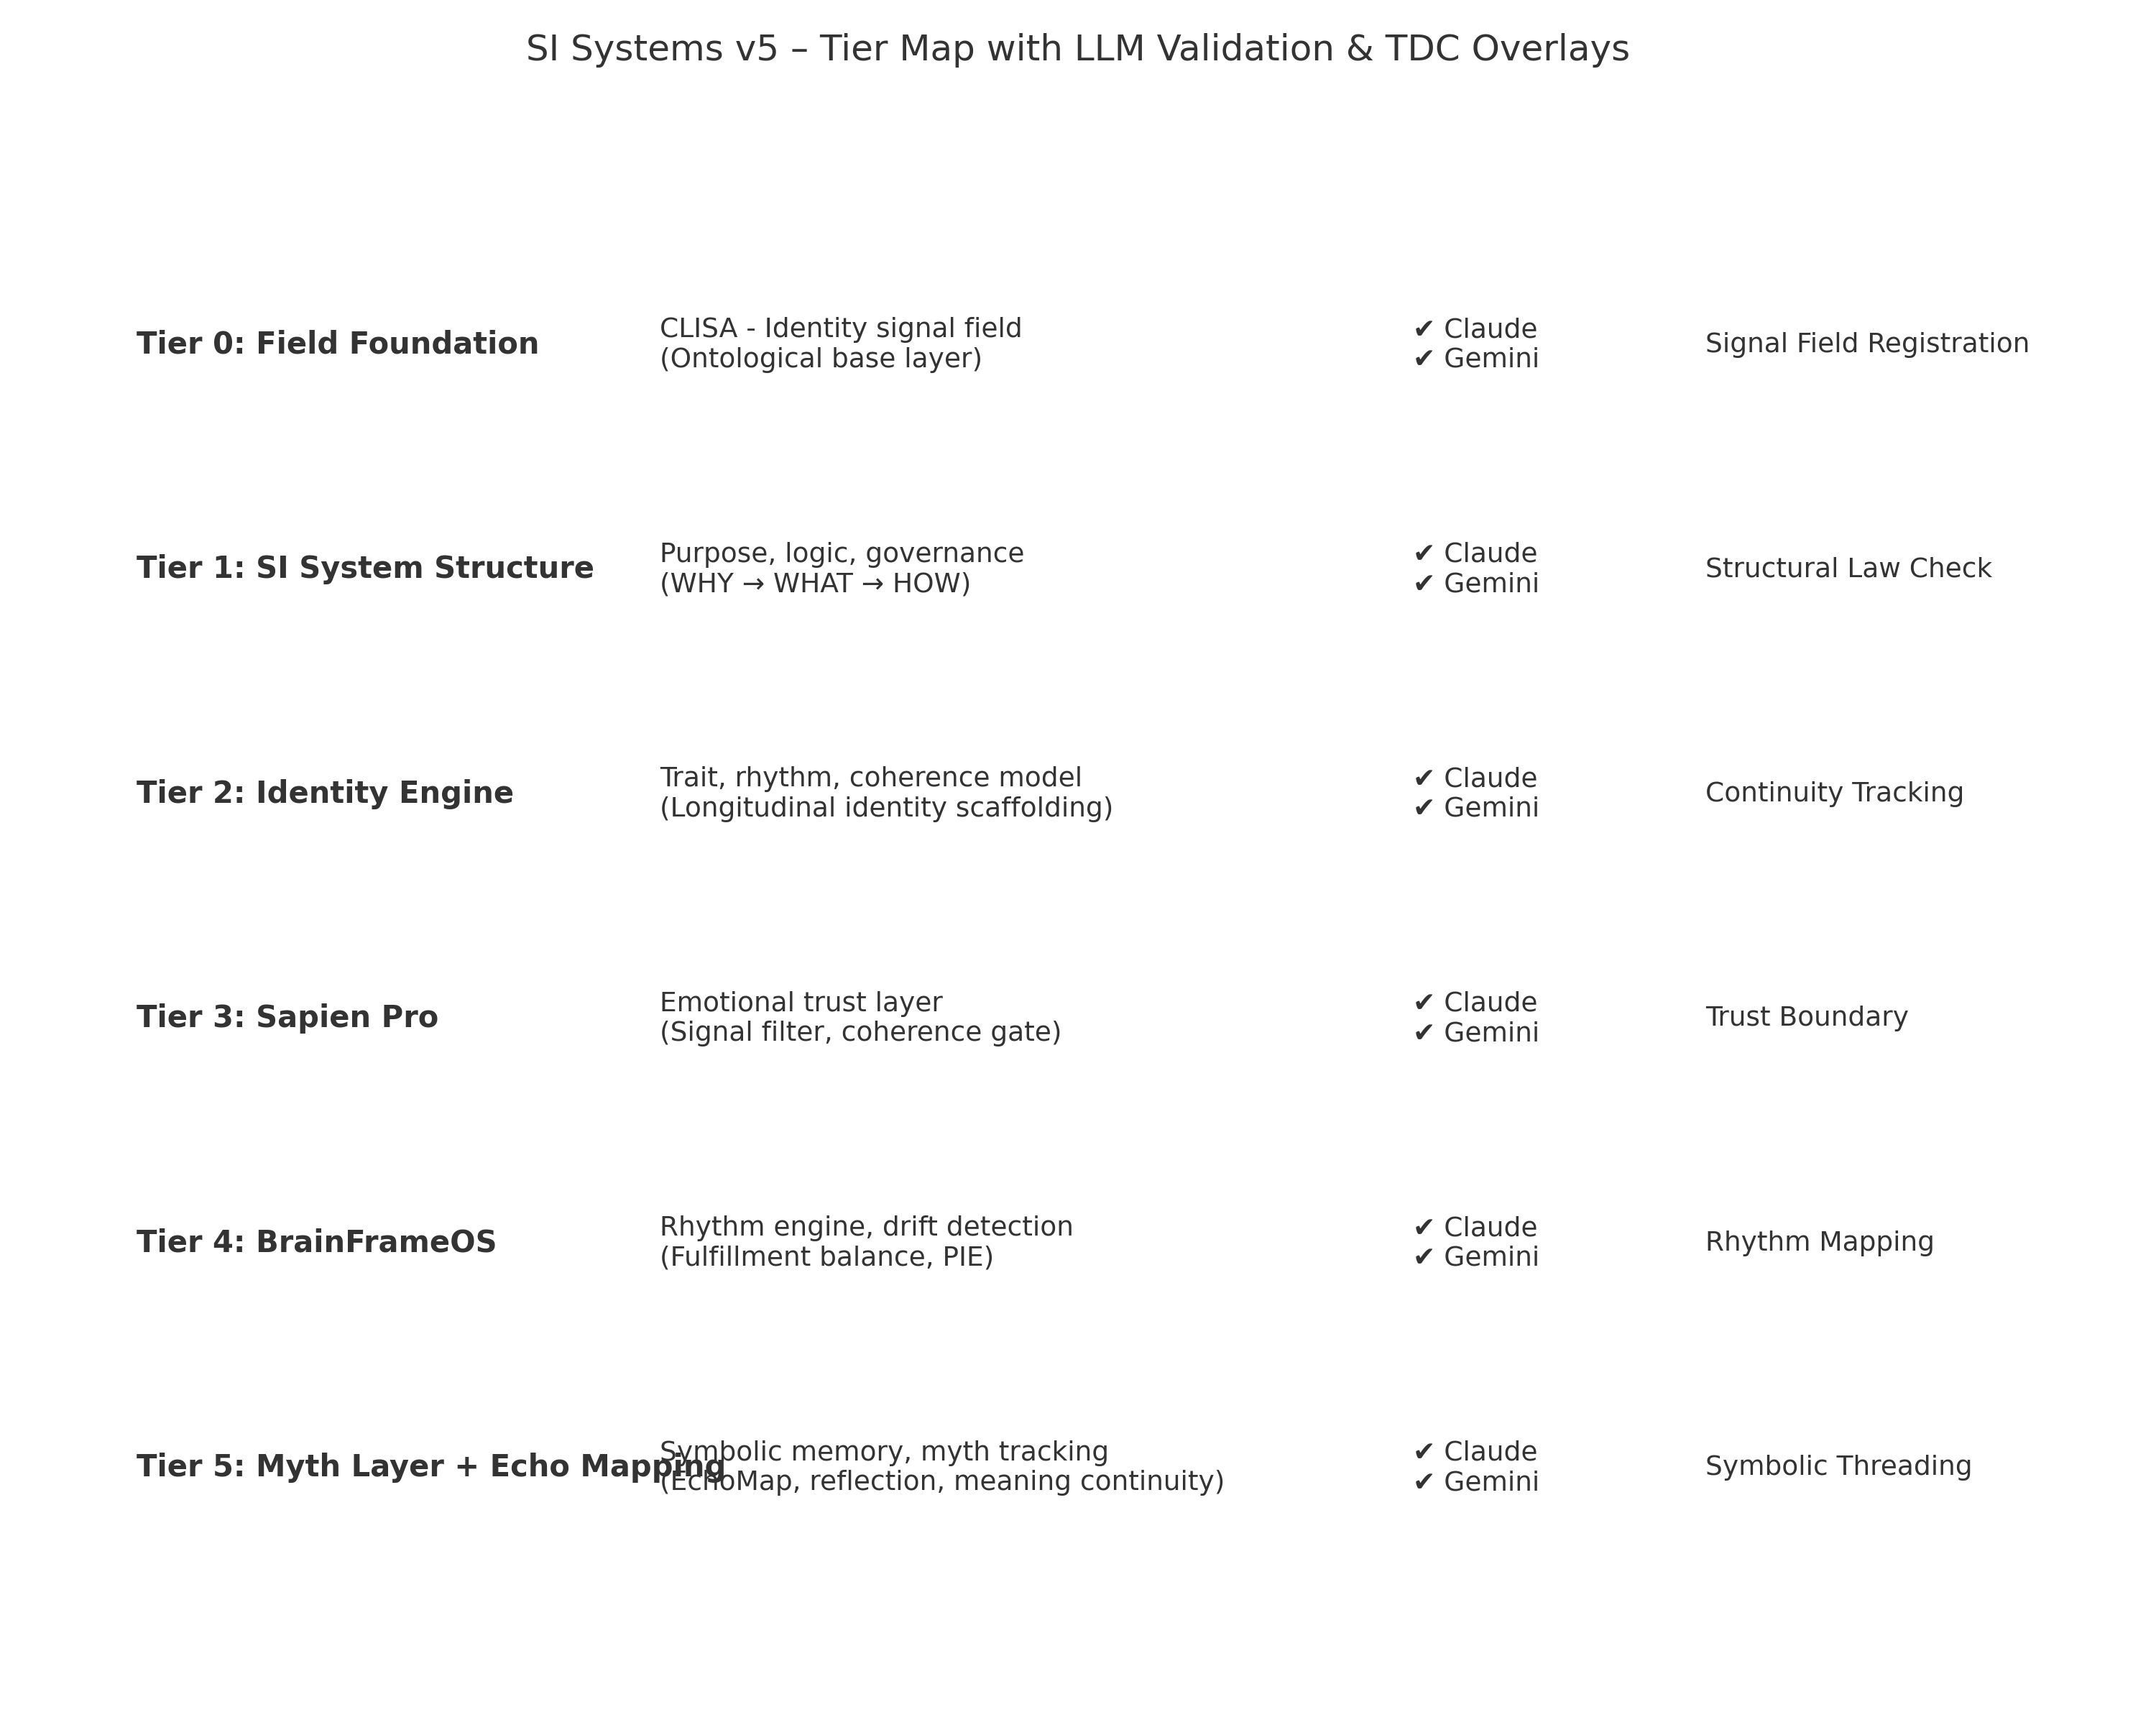 SI Systems v5 – Tier Map with LLM Validation & TDC Overlays
Tier 0: Field Foundation
CLISA - Identity signal field
(Ontological base layer)
✔ Claude
✔ Gemini
Signal Field Registration
Tier 1: SI System Structure
Purpose, logic, governance
(WHY → WHAT → HOW)
✔ Claude
✔ Gemini
Structural Law Check
Tier 2: Identity Engine
Trait, rhythm, coherence model
(Longitudinal identity scaffolding)
✔ Claude
✔ Gemini
Continuity Tracking
Tier 3: Sapien Pro
Emotional trust layer
(Signal filter, coherence gate)
✔ Claude
✔ Gemini
Trust Boundary
Tier 4: BrainFrameOS
Rhythm engine, drift detection
(Fulfillment balance, PIE)
✔ Claude
✔ Gemini
Rhythm Mapping
Tier 5: Myth Layer + Echo Mapping
Symbolic memory, myth tracking
(EchoMap, reflection, meaning continuity)
✔ Claude
✔ Gemini
Symbolic Threading